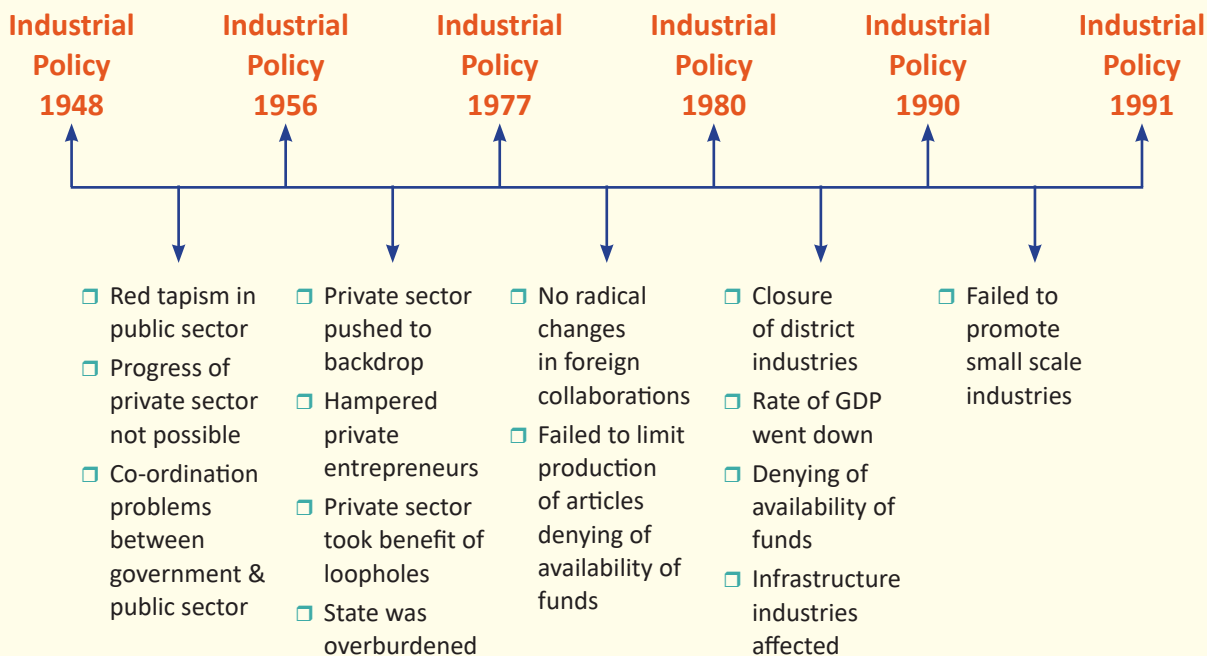 Industrial
Policy
1948
Industrial
Policy
1956
Industrial
Policy
1977
Industrial
Policy
1980
Industrial
Policy
1990
Industrial
Policy
1991
❒ Red tapism in
public sector
❒ Progress of
private sector
not possible
❒ Co-ordination
problems
between
government &
public sector
❒ Private sector
pushed to
backdrop
❒ Hampered
private
entrepreneurs
❒ Private sector
took benefit of
loopholes
❒ State was
overburdened
❒ No radical
changes
in foreign
collaborations
❒ Failed to limit
production
of articles
denying of
availability of
funds
❒ Closure
of district
industries
❒ Rate of GDP
went down
❒ Denying of
availability of
funds
❒ Infrastructure
industries
affected
❒ Failed to
promote
small scale
industries